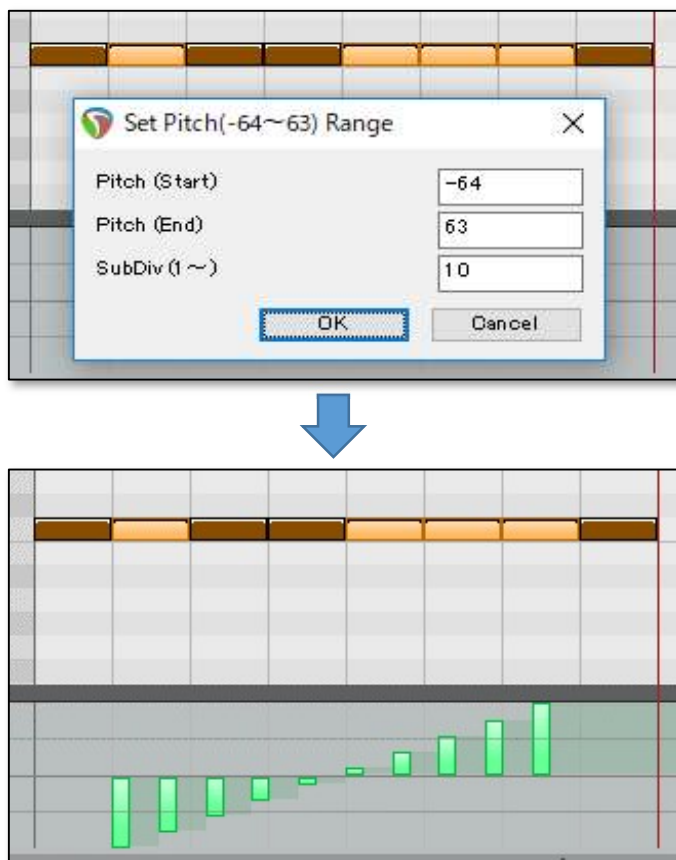 Set Pitch(-64～63) Range
Pitch (Start)
-64
Pitch (End)
63
SubDiv (1～)
10
OK
Cancel